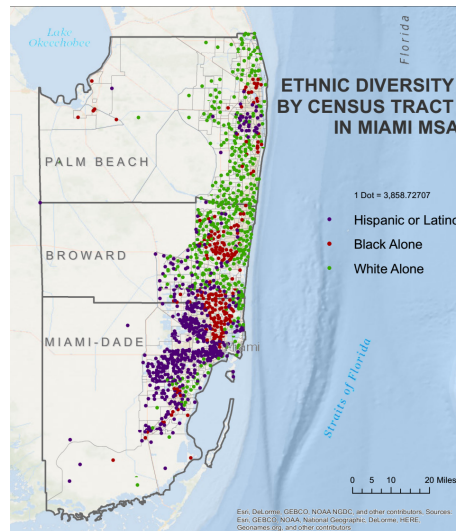 Lake
Okeechobee
Florida
ETHNIC DIVERSITY
BY CENSUS TRACT
IN MIAMI MSA
PALM BEACH
1 Dot = 3,858.72707
Hispanic or Latino
Black Alone
White Alone
BROWARD
MIAMI-DADE
Miami
Straits of Florida
0 5 10 20 Miles
Esri, DeLorme, GEBCO, NOAA NGDC, and other contributors, Sources:
Esri, GEBCO, NOAA, National Geographic, DeLorme, HERE,
Geonames.org, and other contributors